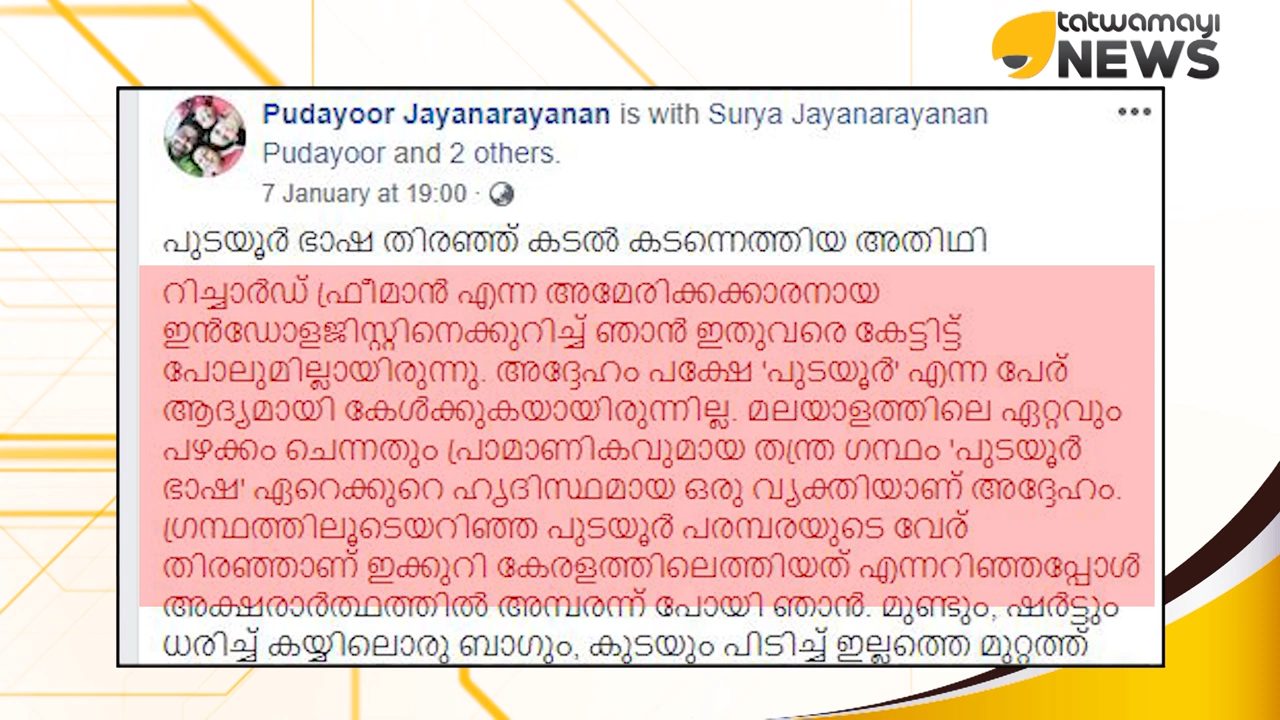 tatwamayi
NEWS
Pudayoor Jayanarayanan is with Surya Jayanarayanan
Pudayoor and 2 others.
7 January at 19:00 ·
പുടയൂർ ഭാഷ തിരഞ്ഞ് കടൽ കടന്നെത്തിയ അതിഥി
റിച്ചാർഡ് ഫ്രീമാൻ എന്ന അമേരിക്കക്കാരനായ
ഇൻഡോളജിസ്റ്റിനെക്കുറിച്ച് ഞാൻ ഇതുവരെ കേട്ടിട്ട്
പോലുമില്ലായിരുന്നു. അദ്ദേഹം പക്ഷേ 'പുടയൂർ' എന്ന പേര്
ആദ്യമായി കേൾക്കുകയായിരുന്നില്ല. മലയാളത്തിലെ ഏറ്റവും
പഴക്കം ചെന്നതും പ്രാമാണികവുമായ തന്ത്ര ഗന്ഥം 'പുടയൂർ
ഭാഷ' ഏറെക്കുറെ ഹൃദിസ്ഥമായ ഒരു വ്യക്തിയാണ് അദ്ദേഹം.
ഗ്രന്ഥത്തിലൂടെയറിഞ്ഞ പുടയൂർ പരമ്പരയുടെ വേര്
തിരഞ്ഞാണ് ഇക്കുറി കേരളത്തിലെത്തിയത് എന്നറിഞ്ഞപ്പോൾ
അക്ഷരാർത്ഥത്തിൽ അമ്പരന്ന് പോയി ഞാൻ. മുണ്ടും, ഷർട്ടും
ധരിച്ച് കയ്യിലൊരു ബാഗും, കുടയും പിടിച്ച് ഇല്ലത്തെ മുറ്റത്ത്